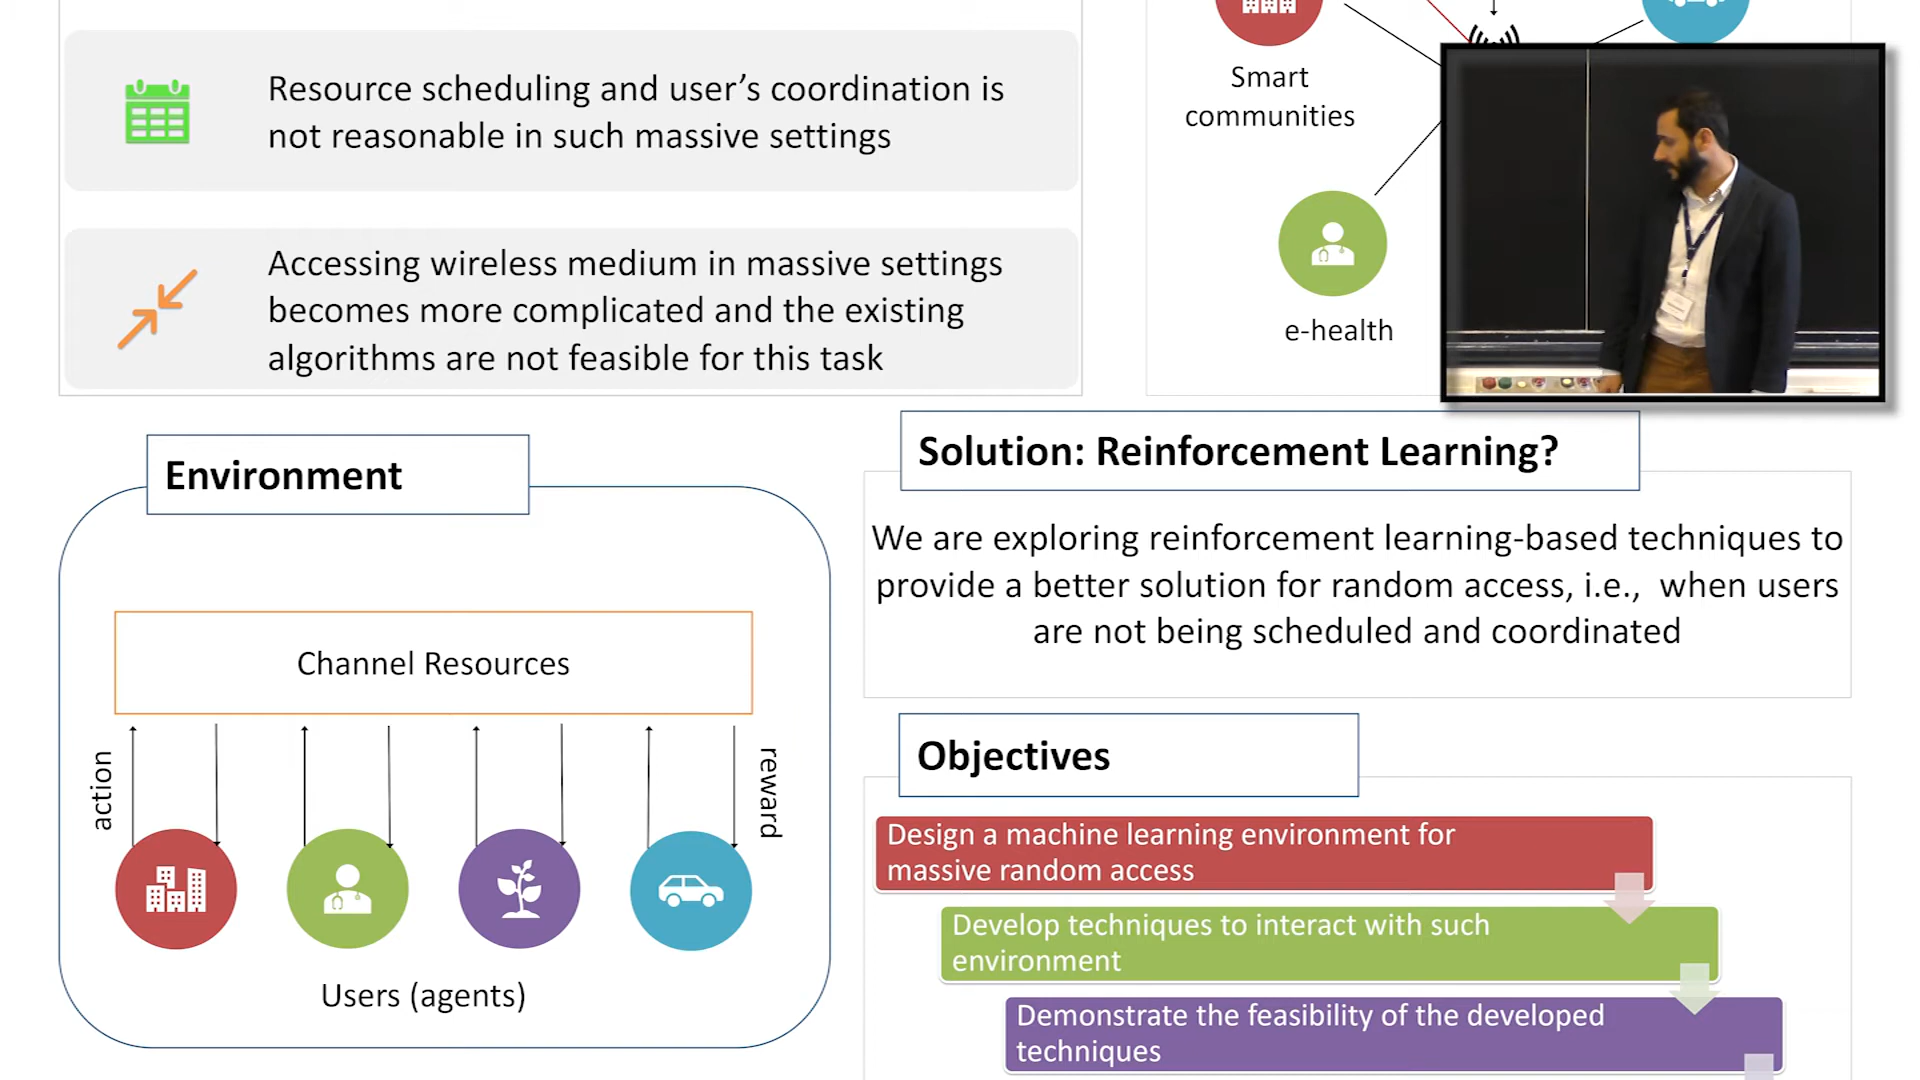 Resource scheduling and user’s coordination is
not reasonable in such massive settings
Accessing wireless medium in massive settings
becomes more complicated and the existing
algorithms are not feasible for this task
Smart
communities
e-health
Environment
Channel Resources
action
reward
Users (agents)
Solution: Reinforcement Learning?
We are exploring reinforcement learning-based techniques to
provide a better solution for random access, i.e., when users
are not being scheduled and coordinated
Objectives
Design a machine learning environment for
massive random access
Develop techniques to interact with such
environment
Demonstrate the feasibility of the developed
techniques